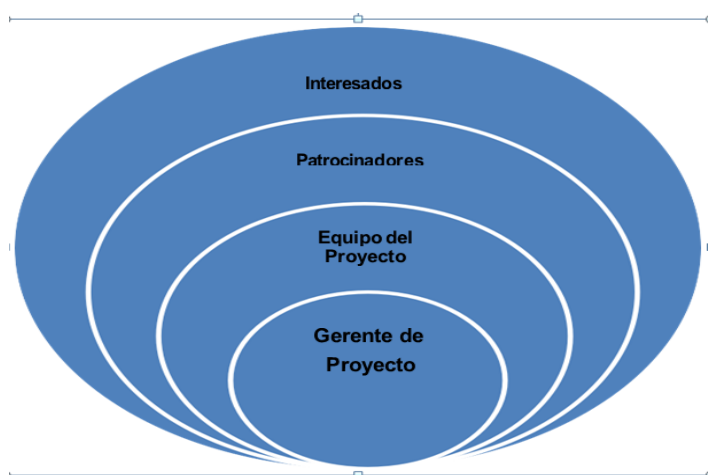 Interesados
Patrocinadores
Equipo del
Proyecto
Gerente de
Proyecto